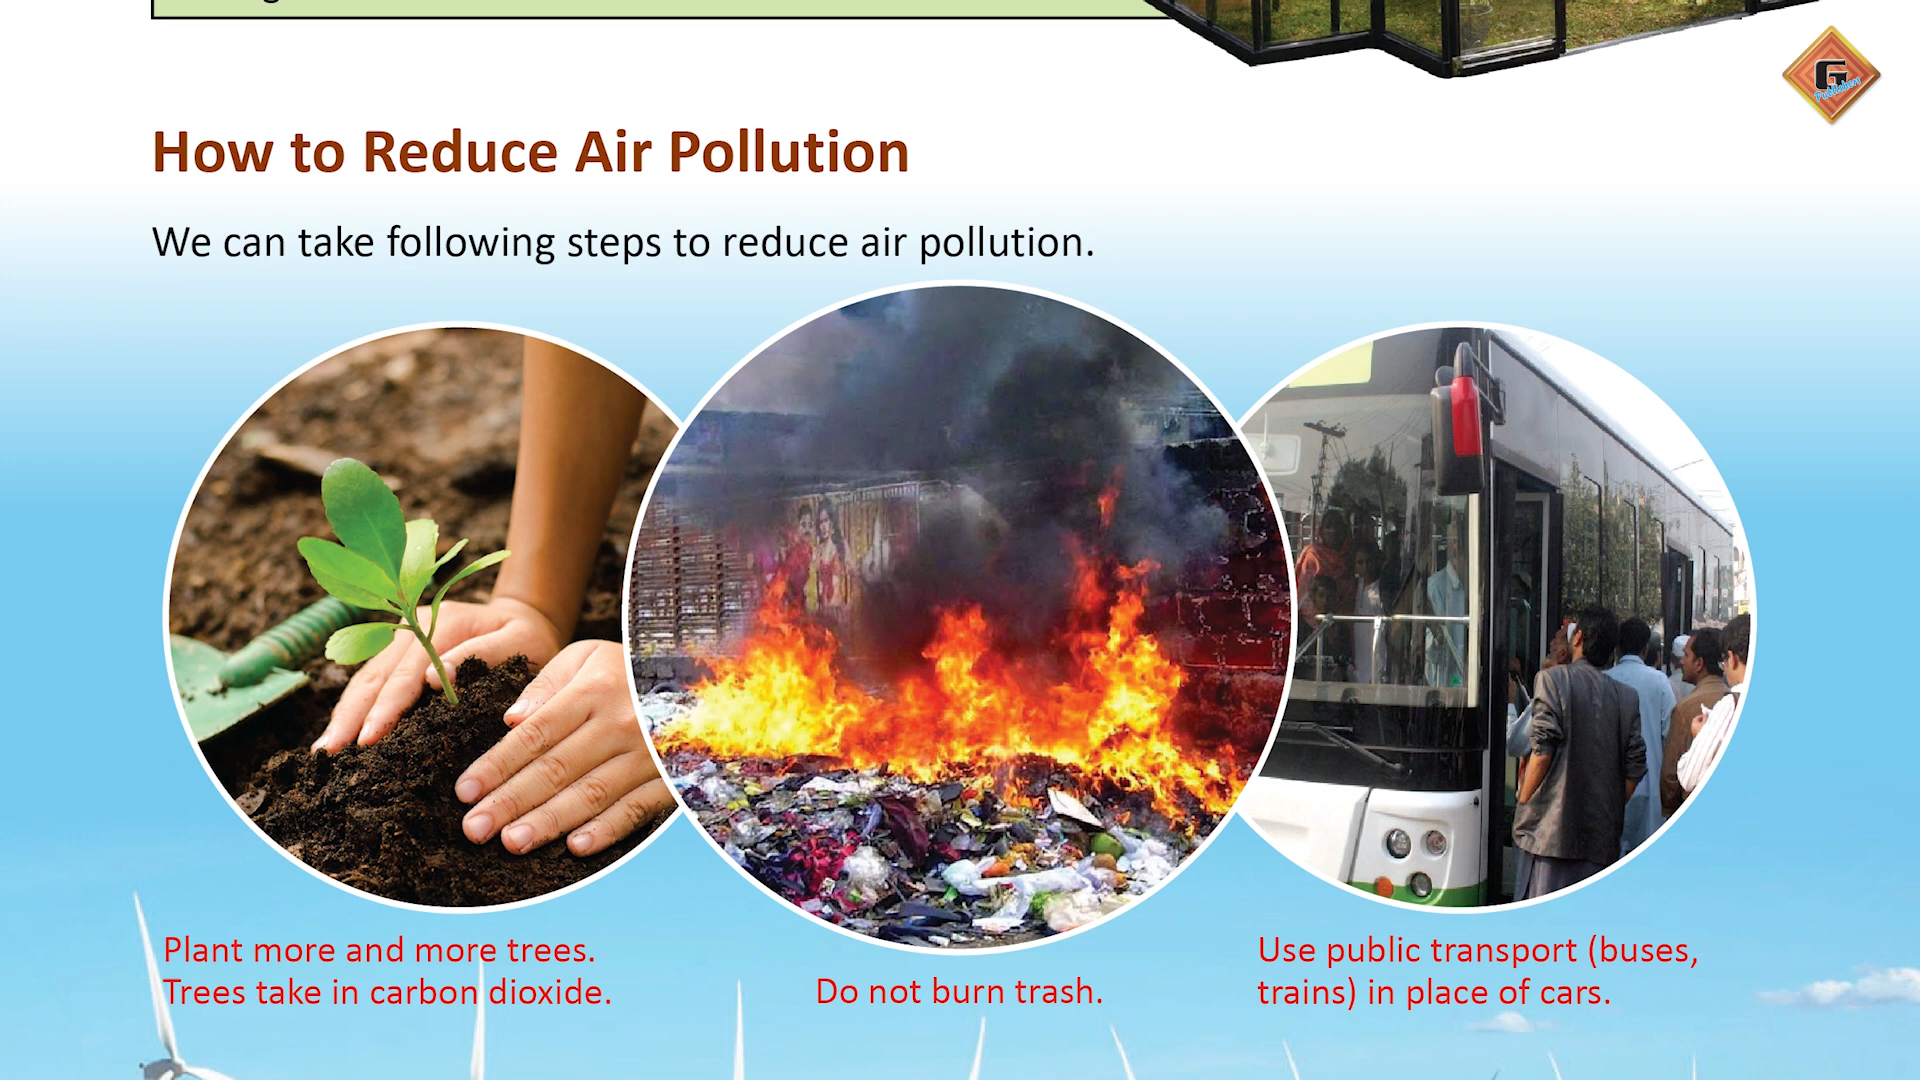 How to Reduce Air Pollution
We can take following steps to reduce air pollution.
Plant more and more trees.
Trees take in carbon dioxide.
Do not burn trash.
Use public transport (buses,
trains) in place of cars.
G
Publishers